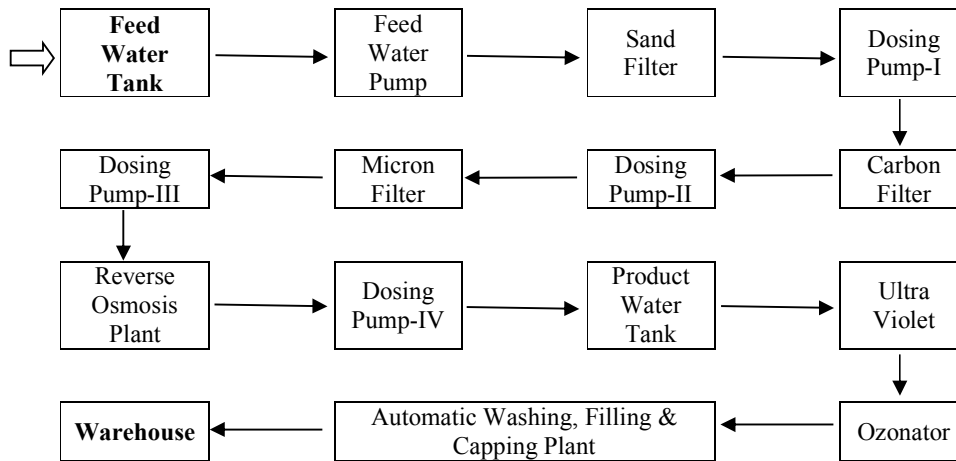 Feed
Water
Tank
Feed
Water
Pump
Sand
Filter
Dosing
Pump-I
Carbon
Filter
Dosing
Pump-II
Micron
Filter
Dosing
Pump-III
Reverse
Osmosis
Plant
Dosing
Pump-IV
Product
Water
Tank
Ultra
Violet
Ozonator
Automatic Washing, Filling &
Capping Plant
Warehouse